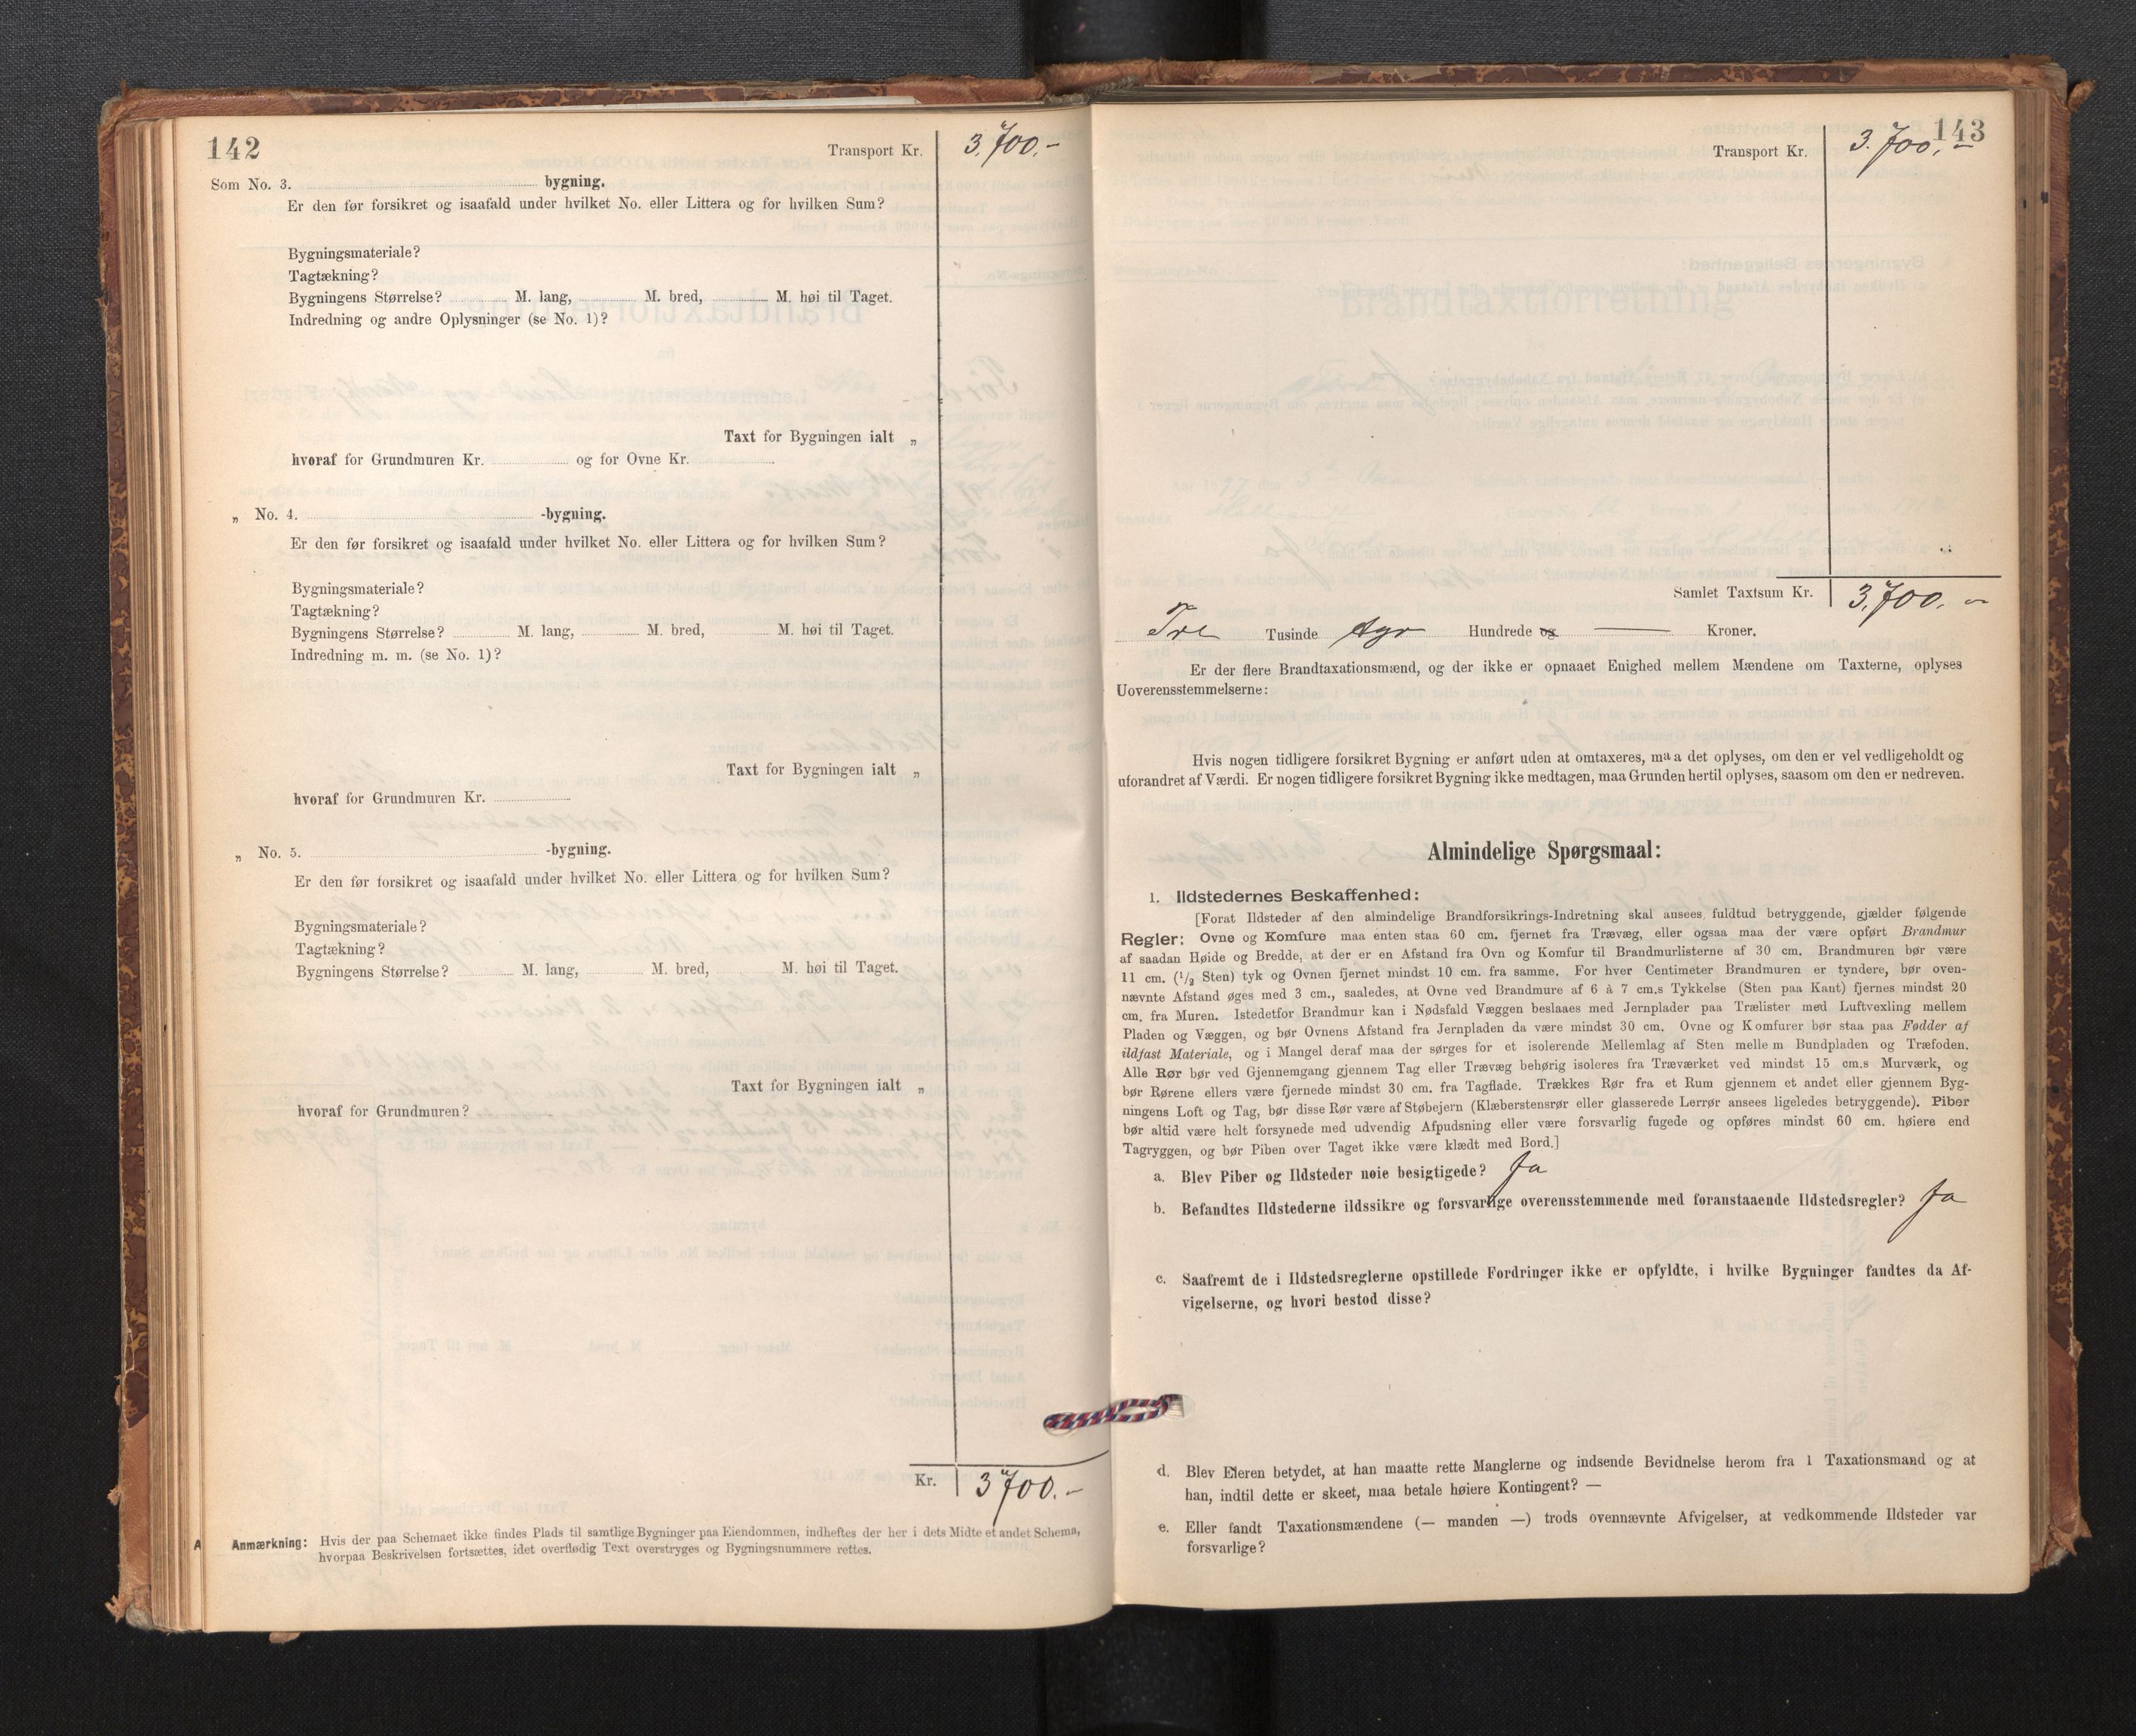 142
Transport Kr. 3.700.-
Som No. 3. bygning.
Er den før forsikret og isaafald under hvilket No. eller Littera og for hvilken Sum?
Bygningsmateriale?
Tagtækning?
Bygningens Størrelse? M. lang, M. bred, M. høi til Taget.
Indredning og andre Oplysninger (se No. 1)?
Taxt for Bygningen ialt „
hvoraf for Grundmuren Kr. og for Ovne Kr.
„ No. 4. -bygning.
Er den før forsikret og isaafald under hvilket No. eller Littera og for hvilken Sum?
Bygningsmateriale?
Tagtækning?
Bygningens Størrelse? M. lang, M. bred, M. høi til Taget.
Indredning m. m. (se No. 1)?
Taxt for Bygningen ialt „
hvoraf for Grundmuren Kr.
„ No. 5. -bygning.
Er den før forsikret og isaafald under hvilket No. eller Littera og for hvilken Sum?
Bygningsmateriale?
Tagtækning?
Bygningens Størrelse? M. lang, M. bred, M. høi til Taget.
Taxt for Bygningen ialt „
hvoraf for Grundmuren?
Kr. 3700.-
Anmærkning: Hvis der paa Schemaet ikke findes Plads til samtlige Bygninger paa Eiendommen, indheftes der her i dets Midte et andet Schema,
hvorpaa Beskrivelsen fortsættes, idet overflødig Text overstryges og Bygningsnummere rettes.
143
Transport Kr. 3.700.-
Samlet Taxtsum Kr. 3.700.-
Tre Tusinde syv Hundrede og — Kroner.
Er der flere Brandtaxationsmænd, og der ikke er opnaaet Enighed mellem Mændene om Taxterne, oplyses
Uoverensstemmelserne:
Hvis nogen tidligere forsikret Bygning er anført uden at omtaxeres, maa det oplyses, om den er vel vedligeholdt og
uforandret af Værdi. Er nogen tidligere forsikret Bygning ikke medtagen, maa Grunden hertil oplyses, saasom om den er nedreven.
Almindelige Spørgsmaal:
1. Ildstedernes Beskaffenhed:
[Forat Ildsteder af den almindelige Brandforsikrings-Indretning skal ansees fuldtud betryggende, gjælder følgende
Regler: Ovne og Komfure maa enten staa 60 cm. fjernet fra Trævæg, eller ogsaa maa der være opført Brandmur
af saadan Høide og Bredde, at der er en Afstand fra Ovn og Komfur til Brandmurlisterne af 30 cm. Brandmuren bør være
11 cm. (1/2 Sten) tyk og Ovnen fjernet mindst 10 cm. fra samme. For hver Centimeter Brandmuren er tyndere, bør oven-
nævnte Afstand øges med 3 cm., saaledes, at Ovne ved Brandmure af 6 à 7 cm.s Tykkelse (Sten paa Kant) fjernes mindst 20
cm. fra Muren. Istedetfor Brandmur kan i Nødsfald Væggen beslaaes med Jernplader paa Trælister med Luftvexling mellem
Pladen og Væggen, og bør Ovnens Afstand fra Jernpladen da være mindst 30 cm. Ovne og Komfurer bør staa paa Fødder af
ildfast Materiale, og i Mangel deraf maa der sørges for et isolerende Mellemlag af Sten mellem Bundpladen og Træfoden.
Alle Rør bør ved Gjennemgang gjennem Tag eller Trævæg behørig isoleres fra Træværket ved mindst 15 cm.s Murværk, og
bør Rørene ellers være fjernede mindst 30 cm. fra Tagflade. Trækkes Rør fra et Rum gjennem et andet eller gjennem Byg-
ningens Loft og Tag, bør disse Rør være af Støbejern (Klæberstensrør eller glasserede Lerrør ansees ligeledes betryggende). Piber
bør altid være helt forsynede med udvendig Afpudsning eller være forsvarlig fugede og opføres mindst 60 cm. høiere end
Tagryggen, og bør Piben over Taget ikke være klædt med Bord.]
a. Blev Piber og Ildsteder nøie besigtigede? Ja
b. Befandtes Ildstederne ildssikre og forsvarlige overensstemmende med foranstaaende Ildstedsregler? Ja
c. Saafremt de i Ildstedsreglerne opstillede Fordringer ikke er opfyldte, i hvilke Bygninger fandtes da Af-
vigelserne, og hvori bestod disse?
d. Blev Eieren betydet, at han maatte rette Manglerne og indsende Bevidnelse herom fra 1 Taxationsmand og at
han, indtil dette er skeet, maa betale høiere Kontingent? —
e. Eller fandt Taxationsmændene (— manden —) trods ovennævnte Afvigelser, at vedkommende Ildsteder var
forsvarlige?